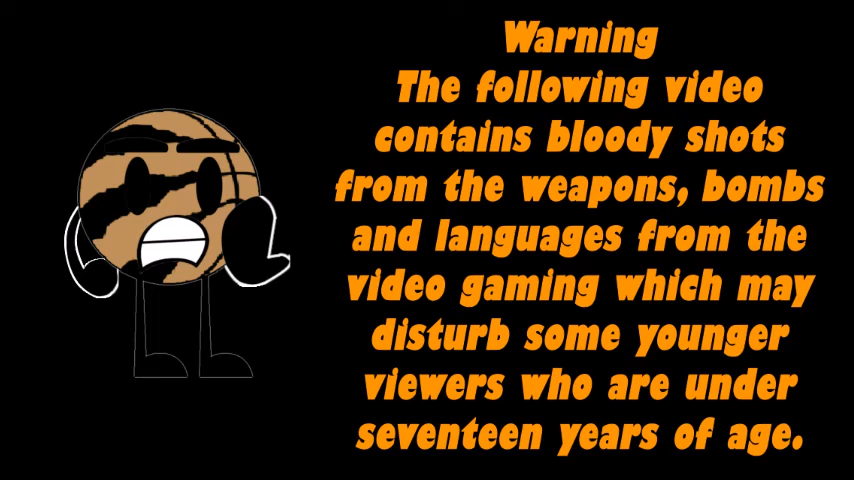 Warning
The following video
contains bloody shots
from the weapons, bombs
and languages from the
video gaming which may
disturb some younger
viewers who are under
seventeen years of age.